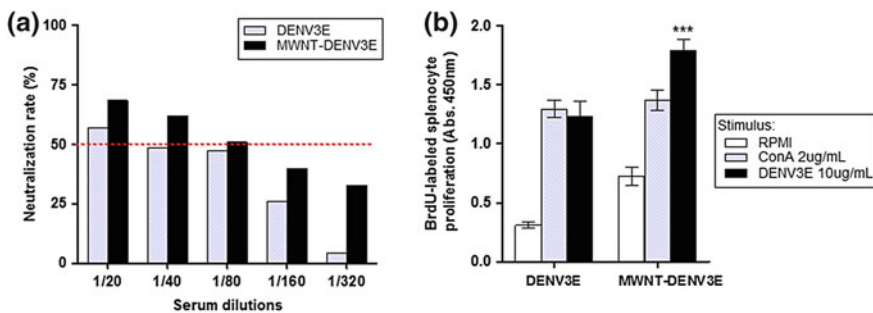 (a)
DENV3E
MWNT-DENV3E
Neutralization rate (%)
100
75
50
25
0
1/20 1/40 1/80 1/160 1/320
Serum dilutions
(b)
BrdU-labeled splenocyte
proliferation (Abs. 450nm)
2.0
1.5
1.0
0.5
0.0
***
DENV3E MWNT-DENV3E
Stimulus:
RPMI
ConA 2ug/mL
DENV3E 10ug/mL